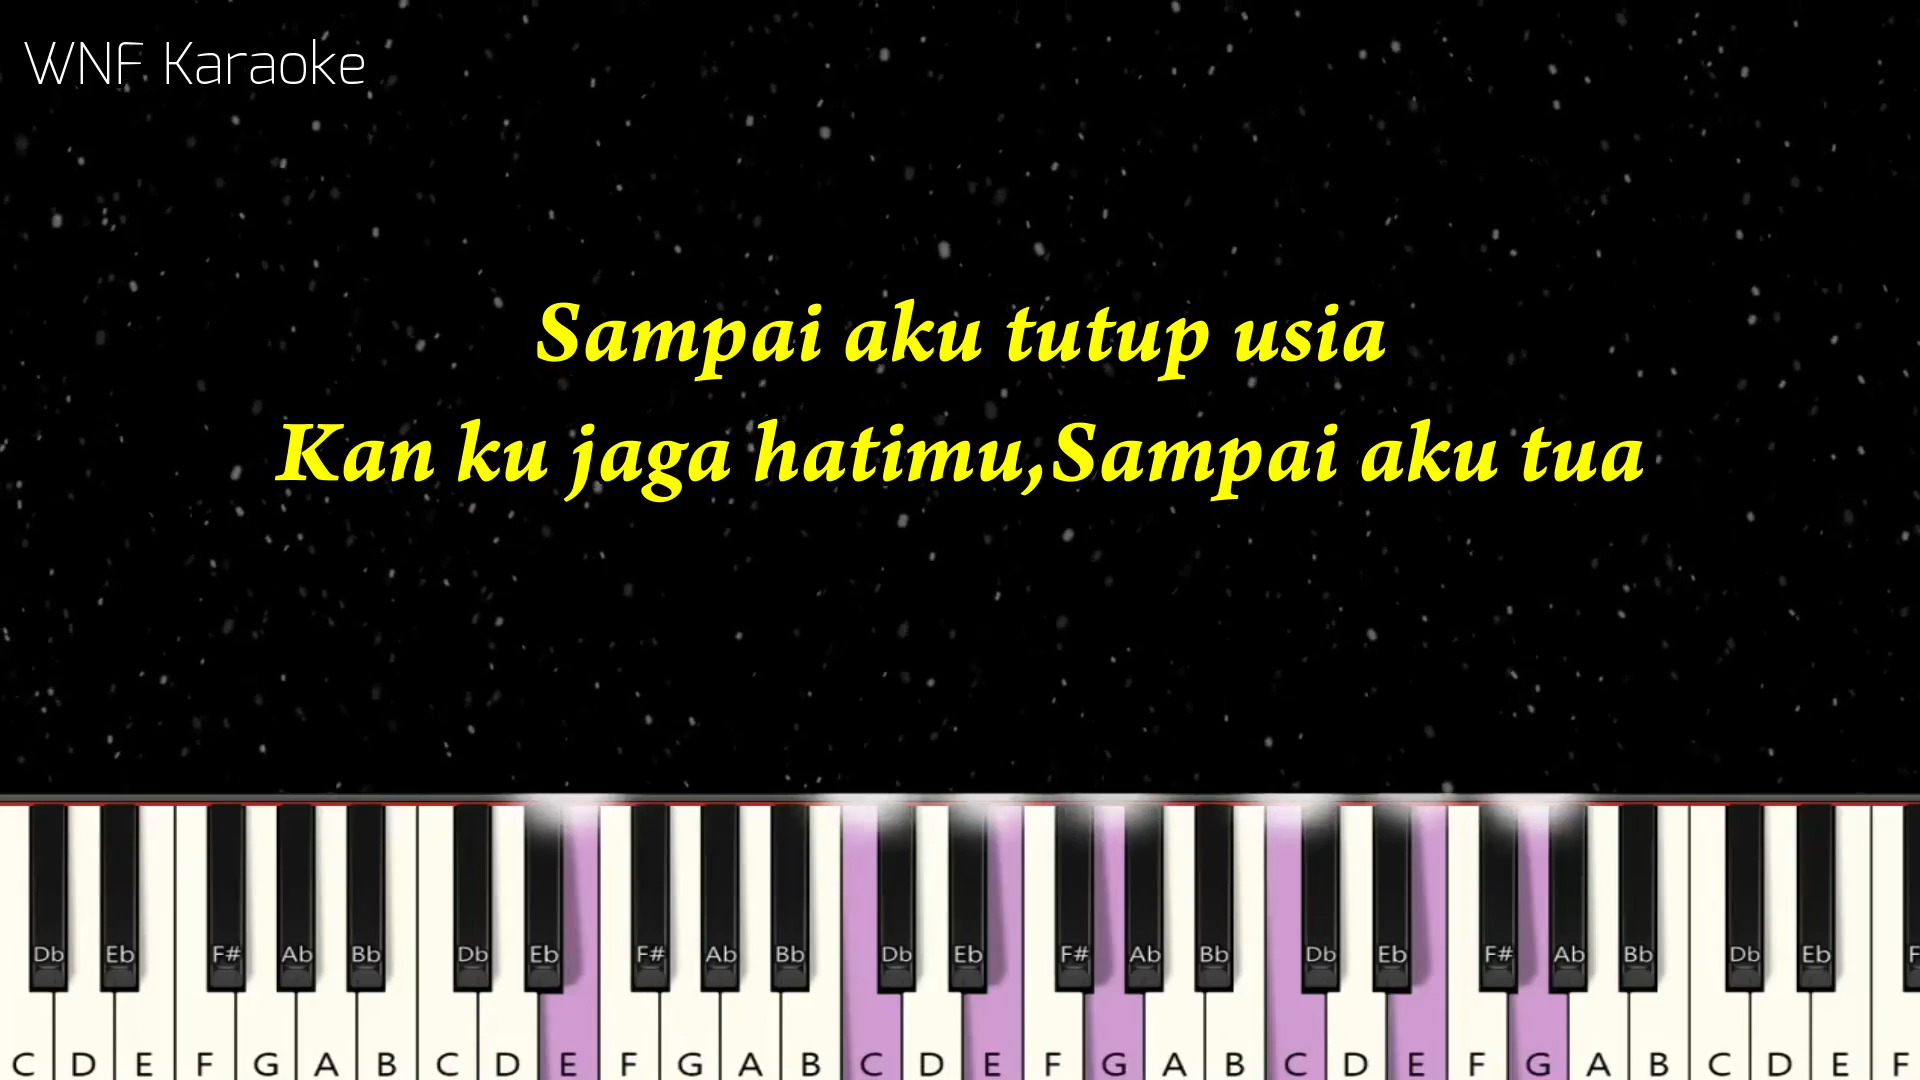 WNF Karaoke
Sampai aku tutup usia
Kan ku jaga hatimu,Sampai aku tua
Db Eb F# Ab Bb Db Eb F# Ab Bb Db Eb F# Ab Bb Db Eb F# Ab Bb Db Eb F
C D E F G A B C D E F G A B C D E F G A B C D E F G A B C D E F